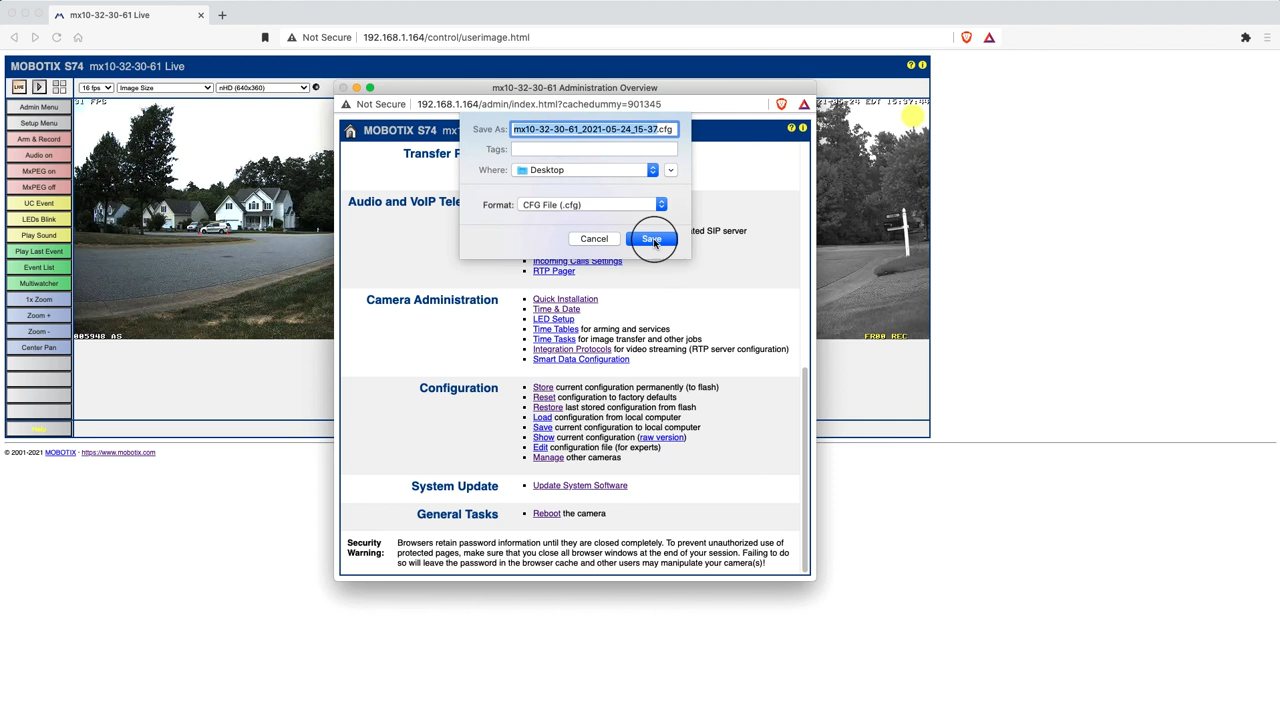 mx10-32-30-61 Live
Not Secure 192.168.1.164/control/userimage.html
MOBOTIX S74 mx10-32-30-61 Live
LIVE
16 fps
Image Size
nHD (640x360)
Admin Menu
Setup Menu
Arm & Record
Audio on
MxPEG on
MxPEG off
UC Event
LEDs Blink
Play Sound
Play Last Event
Event List
Multiwatcher
1x Zoom
Zoom +
Zoom -
Center Pan
Help
31 FPS
EDT 15:37:44
005948 AS
FR00 REC
© 2001-2021 MOBOTIX · https://www.mobotix.com
mx10-32-30-61 Administration Overview
Not Secure 192.168.1.164/admin/index.html?cachedummy=901345
MOBOTIX S74
Save As: mx10-32-30-61_2021-05-24_15-37.cfg
Tags:
Where: Desktop
Format: CFG File (.cfg)
Cancel
Save
Audio and VoIP
Incoming Calls Settings
RTP Pager
SIP server
Camera Administration
Quick Installation
Time & Date
LED Setup
Time Tables for arming and services
Time Tasks for image transfer and other jobs
Integration Protocols for video streaming (RTP server configuration)
Smart Data Configuration
Configuration
Store current configuration permanently (to flash)
Reset configuration to factory defaults
Restore last stored configuration from flash
Load configuration from local computer
Save current configuration to local computer
Show current configuration (raw version)
Edit configuration file (for experts)
Manage other cameras
System Update
Update System Software
General Tasks
Reboot the camera
Security Warning:
Browsers retain password information until they are closed completely. To prevent unauthorized use of
protected pages, make sure that you close all browser windows at the end of your session. Failing to do
so will leave the password in the browser cache and other users may manipulate your camera(s)!